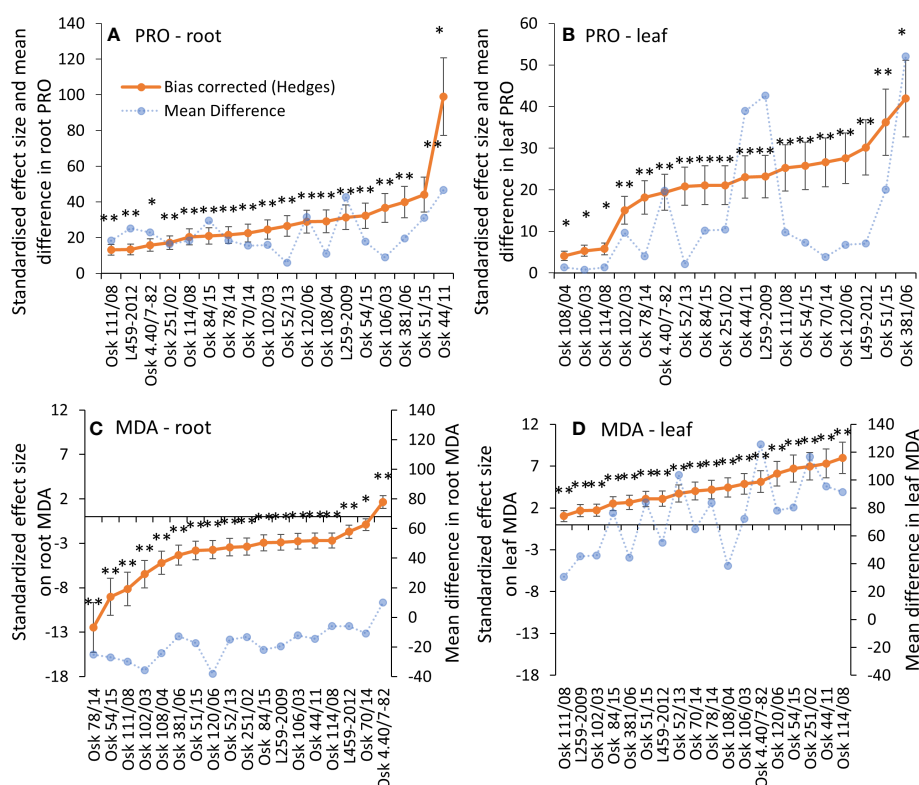 A PRO - root
Standardised effect size and mean
difference in root PRO
140
120
100
80
60
40
20
0
Bias corrected (Hedges)
Mean Difference
*
**
** ** * ** ** ** ** ** ** ** ** ** ** ** ** **
Osk 111/08
L459-2012
Osk 4.40/7-82
Osk 251/02
Osk 114/08
Osk 84/15
Osk 78/14
Osk 70/14
Osk 102/03
Osk 52/13
Osk 120/06
Osk 108/04
L259-2009
Osk 54/15
Osk 106/03
Osk 381/06
Osk 51/15
Osk 44/11
B PRO - leaf
Standardised effect size and mean
difference in leaf PRO
60
50
40
30
20
10
0
* * * ** ** ** ** ** ** ** ** ** ** ** ** ** ** *
Osk 108/04
Osk 106/03
Osk 114/08
Osk 102/03
Osk 78/14
Osk 4.40/7-82
Osk 52/13
Osk 84/15
Osk 251/02
Osk 44/11
L259-2009
Osk 111/08
Osk 54/15
Osk 70/14
Osk 120/06
L459-2012
Osk 51/15
Osk 381/06
C MDA - root
Standardized effect size
on root MDA
12
7
2
-3
-8
-13
-18
140
120
100
80
60
40
20
0
-20
-40
Mean difference in root MDA
** ** ** ** ** ** ** ** ** ** ** ** ** ** ** ** * **
Osk 78/14
Osk 54/15
Osk 111/08
Osk 102/03
Osk 108/04
Osk 381/06
Osk 51/15
Osk 120/06
Osk 52/13
Osk 251/02
Osk 84/15
L259-2009
Osk 106/03
Osk 44/11
Osk 114/08
L459-2012
Osk 70/14
Osk 4.40/7-82
D MDA - leaf
Standardized effect size
on leaf MDA
12
7
2
-3
-8
-13
-18
140
120
100
80
60
40
20
0
-20
-40
Mean difference in leaf MDA
** ** ** ** ** ** ** ** ** ** ** ** ** ** ** ** ** **
Osk 111/08
L259-2009
Osk 102/03
Osk 84/15
Osk 381/06
Osk 51/15
L459-2012
Osk 52/13
Osk 70/14
Osk 78/14
Osk 108/04
Osk 106/03
Osk 4.40/7-82
Osk 120/06
Osk 54/15
Osk 251/02
Osk 44/11
Osk 114/08